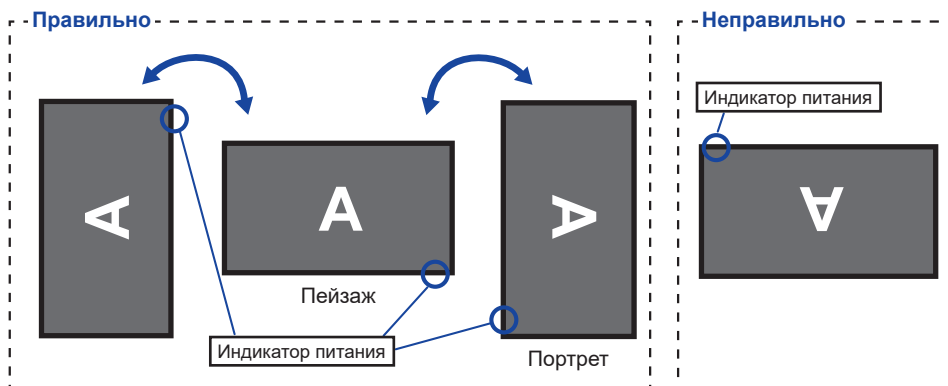 Правильно
Неправильно
Индикатор питания
A
A
A
A
Пейзаж
Индикатор питания
Портрет